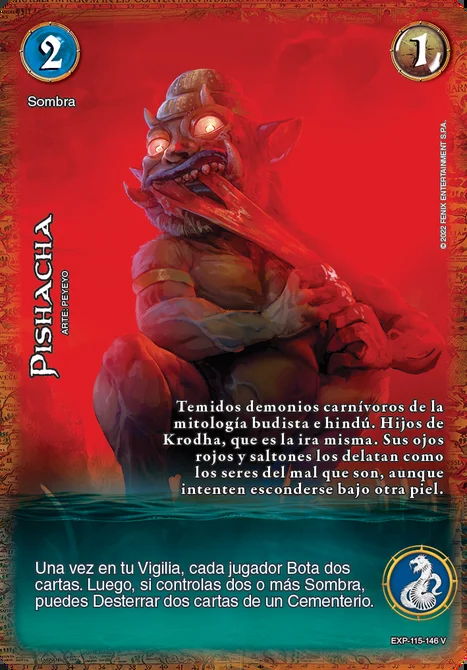 2
1
Sombra
© 2022 FENIX ENTERTAINMENT S.P.A.
PISHACHA
ARTE: PEYEYO
Temidos demonios carnívoros de la
mitología budista e hindú. Hijos de
Krodha, que es la ira misma. Sus ojos
rojos y saltones los delatan como
los seres del mal que son, aunque
intenten esconderse bajo otra piel.
Una vez en tu Vigilia, cada jugador Bota dos
cartas. Luego, si controlas dos o más Sombra,
puedes Desterrar dos cartas de un Cementerio.
EXP-115-146 V